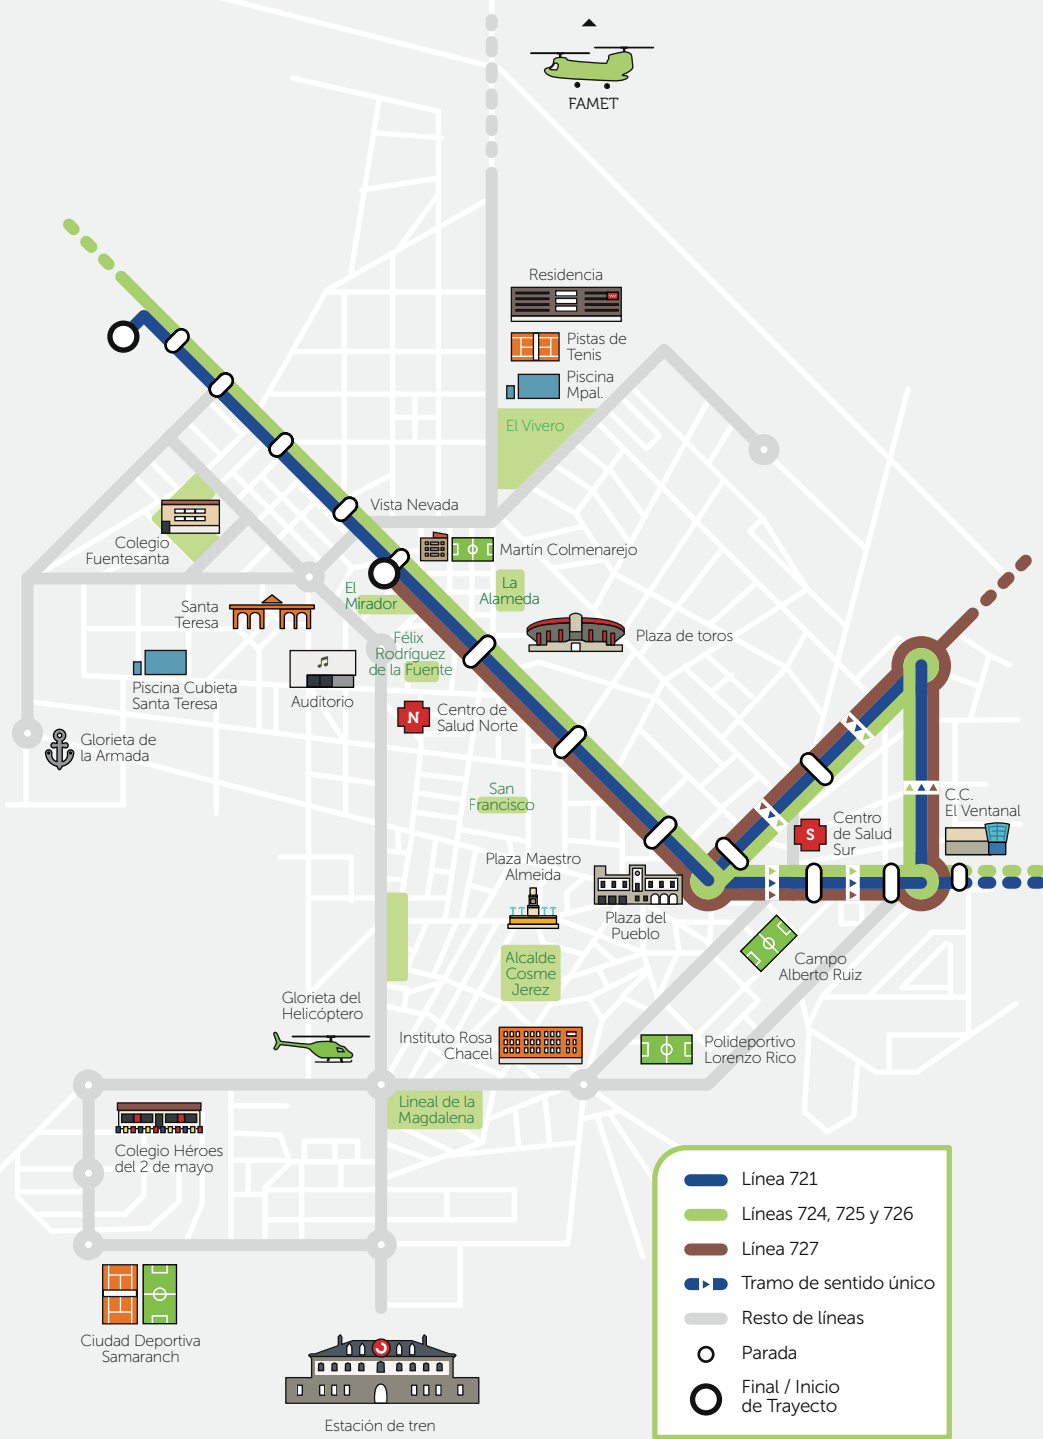 FAMET
Residencia
Pistas de
Tenis
Piscina
Mpal.
El Vivero
Vista Nevada
Colegio
Fuentesanta
Martín Colmenarejo
La
Alameda
El
Mirador
Santa
Teresa
Plaza de toros
Félix
Rodríguez
de la Fuente
Piscina Cubieta
Santa Teresa
Auditorio
N
Centro de
Salud Norte
Glorieta de
la Armada
San
Francisco
C.C.
El Ventanal
S
Centro
de Salud
Sur
Plaza Maestro
Almeida
Plaza del
Pueblo
Campo
Alberto Ruiz
Alcalde
Cosme
Jerez
Glorieta del
Helicóptero
Instituto Rosa
Chacel
Polideportivo
Lorenzo Rico
Lineal de la
Magdalena
Colegio Héroes
del 2 de mayo
Ciudad Deportiva
Samaranch
Estación de tren
Línea 721
Líneas 724, 725 y 726
Línea 727
Tramo de sentido único
Resto de líneas
Parada
Final / Inicio
de Trayecto